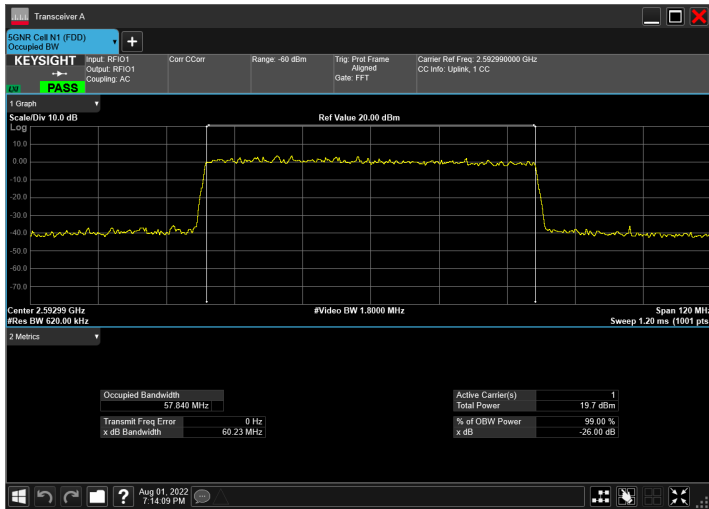 Transceiver A
5GNR Cell N1 (FDD)
Occupied BW
KEYSIGHT
LXI
PASS
Input: RFIO1
Output: RFIO1
Coupling: AC
Corr CCorr
Range: -60 dBm
Trig: Prot Frame
Aligned
Gate: FFT
Carrier Ref Freq: 2.592990000 GHz
CC Info: Uplink, 1 CC
1 Graph
Scale/Div 10.0 dB
Ref Value 20.00 dBm
Log
10.0
0.00
-10.0
-20.0
-30.0
-40.0
-50.0
-60.0
-70.0
Center 2.59299 GHz
#Video BW 1.8000 MHz
Span 120 MHz
#Res BW 620.00 kHz
Sweep 1.20 ms (1001 pts
2 Metrics
Occupied Bandwidth
57.840 MHz
Transmit Freq Error 0 Hz
x dB Bandwidth 60.23 MHz
Active Carrier(s) 1
Total Power 19.7 dBm
% of OBW Power 99.00 %
x dB -26.00 dB
?
Aug 01, 2022
7:14:09 PM